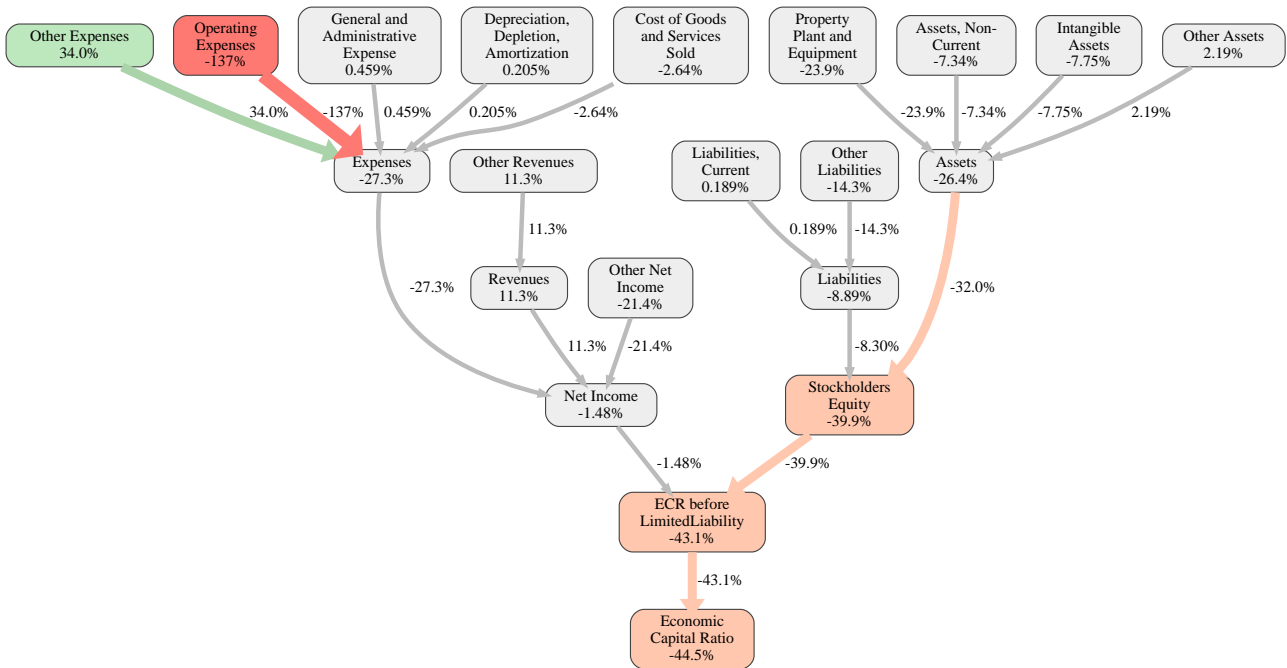 Other Expenses
34.0%
Operating
Expenses
-137%
General and
Administrative
Expense
0.459%
Depreciation,
Depletion,
Amortization
0.205%
Cost of Goods
and Services
Sold
-2.64%
Property
Plant and
Equipment
-23.9%
Assets, Non-
Current
-7.34%
Intangible
Assets
-7.75%
Other Assets
2.19%
34.0%
-137%
0.459%
0.205%
-2.64%
-23.9%
-7.34%
-7.75%
2.19%
Expenses
-27.3%
Other Revenues
11.3%
Liabilities,
Current
0.189%
Other
Liabilities
-14.3%
Assets
-26.4%
11.3%
0.189%
-14.3%
-27.3%
Revenues
11.3%
Other Net
Income
-21.4%
Liabilities
-8.89%
-32.0%
11.3%
-21.4%
-8.30%
Net Income
-1.48%
Stockholders
Equity
-39.9%
-1.48%
-39.9%
ECR before
LimitedLiability
-43.1%
-43.1%
Economic
Capital Ratio
-44.5%